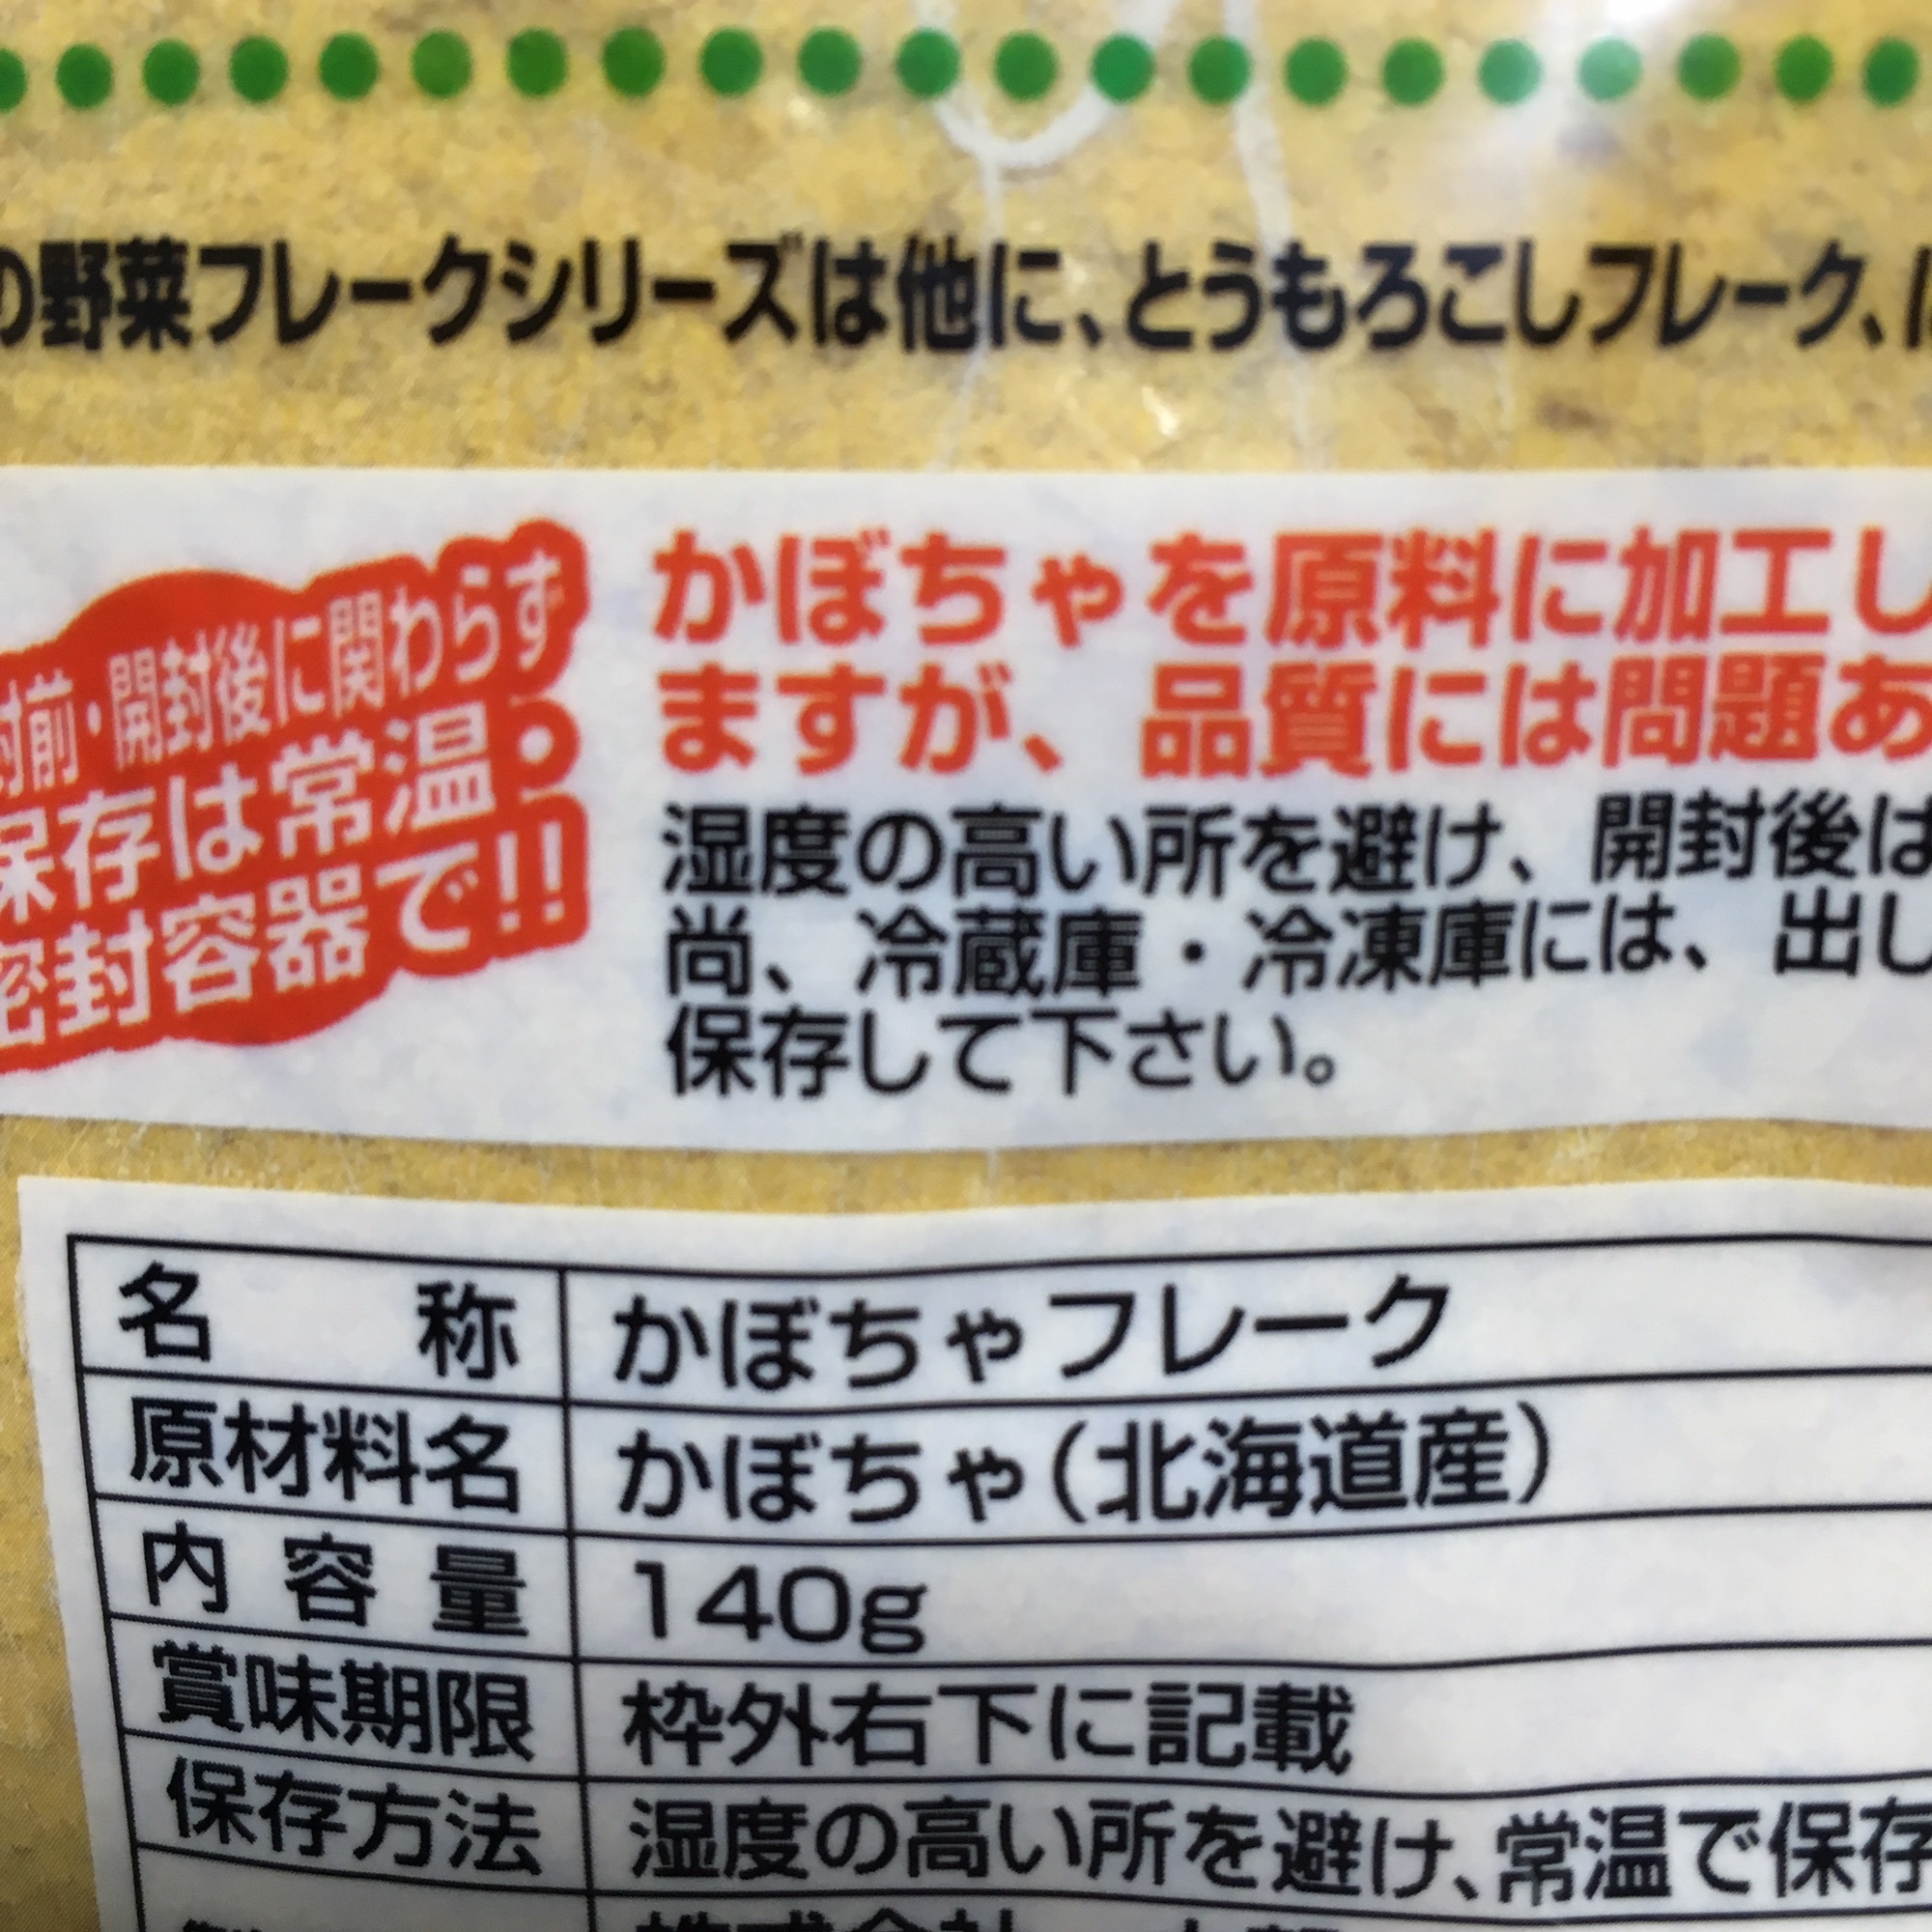 の野菜フレークシリーズは他に、とうもろこしフレーク、
封前・開封後に関わらず
保存は常温・
密封容器で!!
かぼちゃを原料に加工し
ますが、品質には問題あ
湿度の高い所を避け、開封後は
尚、冷蔵庫・冷凍庫には、出し
保存して下さい。
名称 かぼちゃフレーク
原材料名 かぼちゃ(北海道産)
内容量 140g
賞味期限 枠外右下に記載
保存方法 湿度の高い所を避け、常温で保存
株式会社